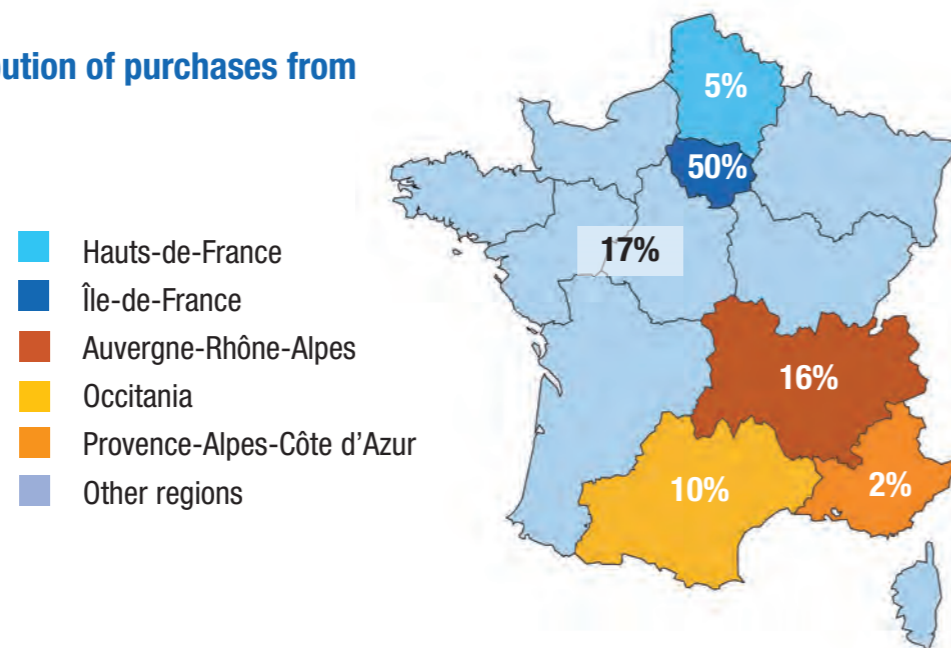 bution of purchases from
Hauts-de-France
Île-de-France
Auvergne-Rhône-Alpes
Occitania
Provence-Alpes-Côte d'Azur
Other regions
5%
50%
17%
16%
10%
2%